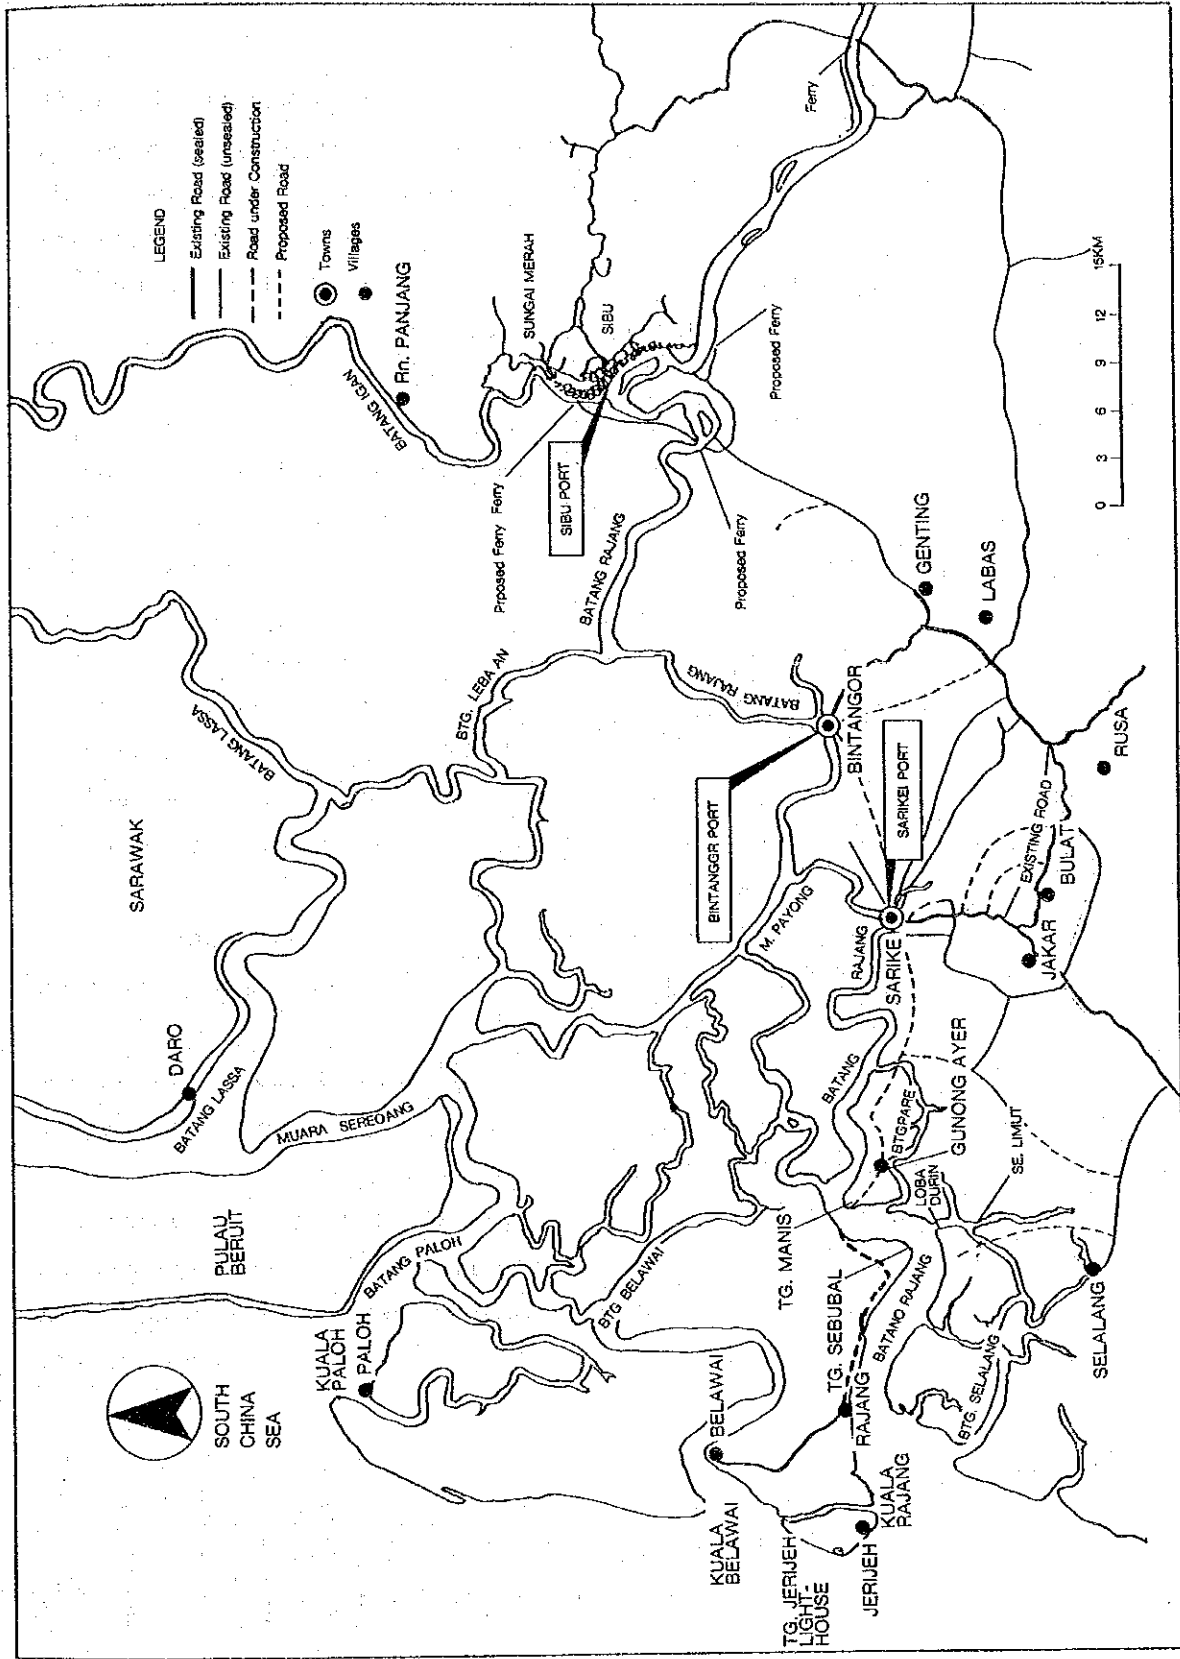 LEGEND
Existing Road (sealed)
Existing Road (unsealed)
Road under Construction
Proposed Road
Towns
Villages
SOUTH
CHINA
SEA
PULAU
BERUIT
SARAWAK
DARO
BATANG LASSA
BATANG LASSA
MUARA SEREOANG
KUALA
PALOH
PALOH
BATANG PALOH
BTG BELAWAI
BTG. LEBA AN
BATANG IGAN
Rn. PANJANG
SUNGAI MERAH
SIBU
SIBU PORT
Prposed Ferry
Proposed Ferry
Proposed Ferry
Ferry
BATANG RAJANG
BATANG RAJANG
BINTANGGR PORT
BINTANGOR
SARIKEI PORT
SARIKEI
M. PAYONG
RAJANG
BATANG
BTGPARE
GUNONG AYER
LOBA
DURIN
SE. LIMUT
TG. MANIS
TG. SEBUBAL
BATANO RAJANG
KUALA
BELAWAI
BELAWAI
RAJANG
KUALA
RAJANG
TG. JERIJEH
LIGHT-
HOUSE
JERIJEH
BTG. SELALANG
SELALANG
JAKAR
BULAT
EXISTING ROAD
RUSA
LABAS
GENTING
0 3 6 9 12 15KM